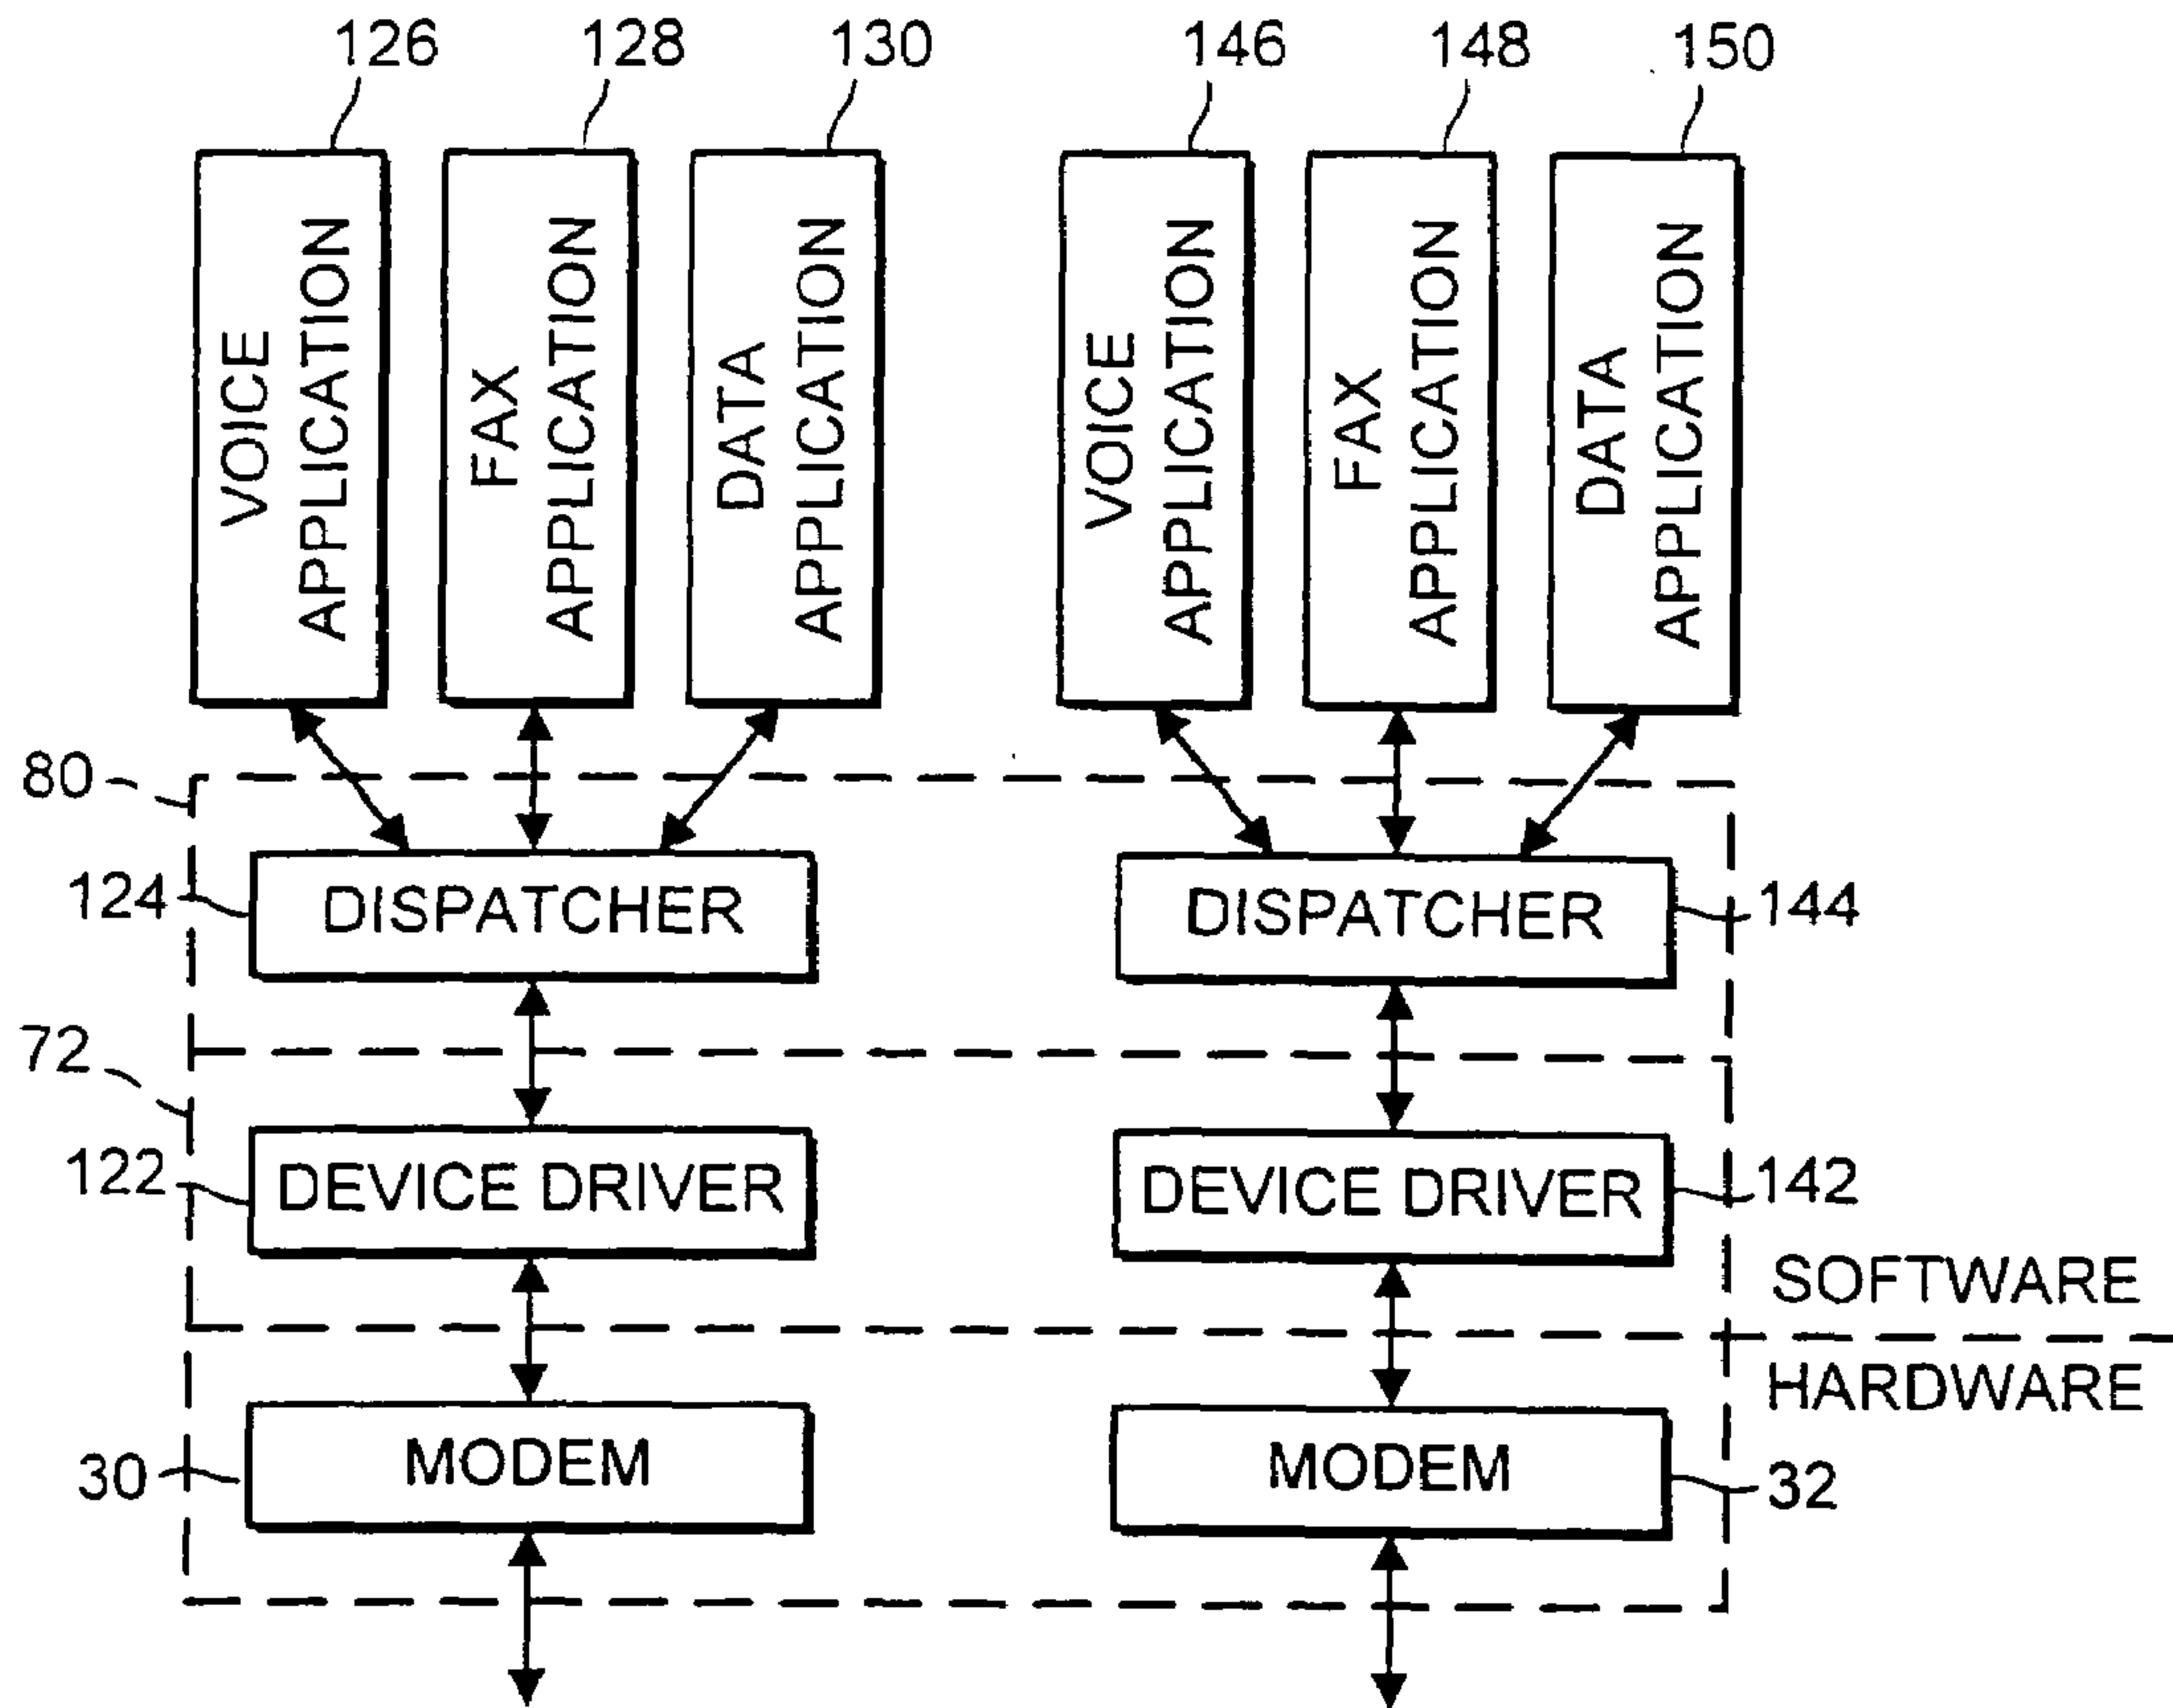 126
128
130
146
148
150
VOICE
APPLICATION
FAX
APPLICATION
DATA
APPLICATION
VOICE
APPLICATION
FAX
APPLICATION
DATA
APPLICATION
80
124
DISPATCHER
DISPATCHER
144
72
122
DEVICE DRIVER
DEVICE DRIVER
142
SOFTWARE
HARDWARE
30
MODEM
MODEM
32